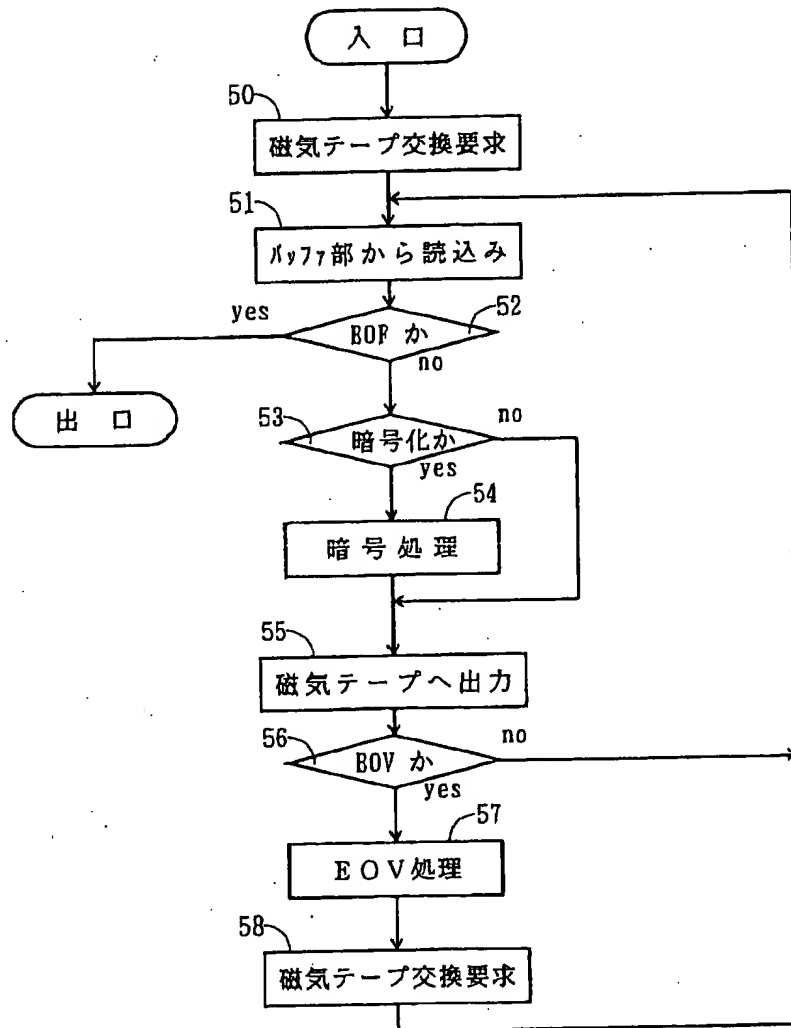 入 口
50
磁気テープ交換要求
51
バッファ部から読込み
yes
52
EOF か
no
出 口
53
暗号化か
no
yes
54
暗号処理
55
磁気テープへ出力
56
EOV か
no
yes
57
EOV処理
58
磁気テープ交換要求